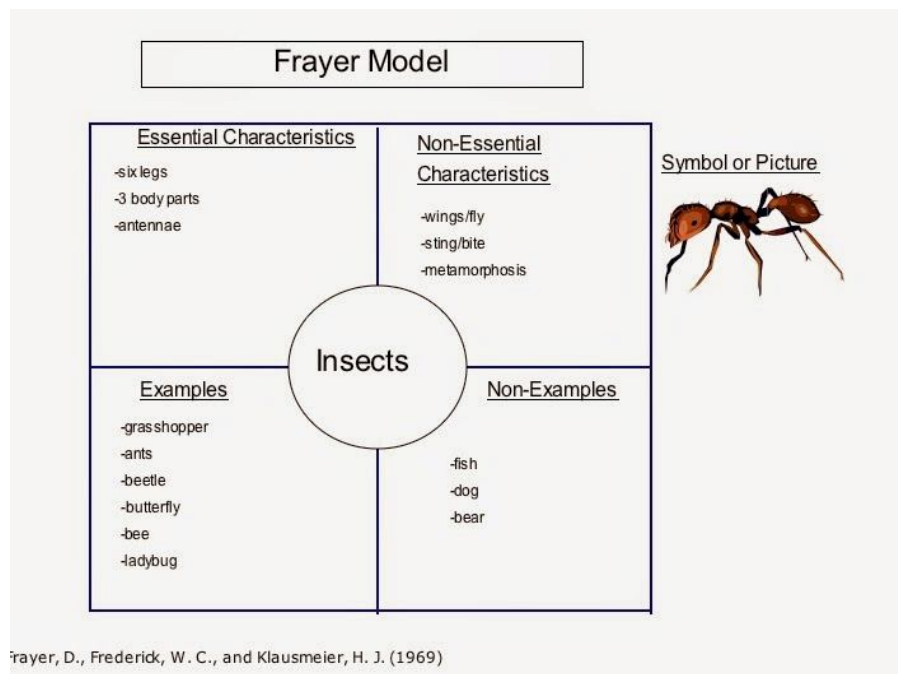 Frayer Model
Essential Characteristics
-six legs
-3 body parts
-antennae
Non-Essential
Characteristics
-wings/fly
-sting/bite
-metamorphosis
Symbol or Picture
Insects
Examples
-grasshopper
-ants
-beetle
-butterfly
-bee
-ladybug
Non-Examples
-fish
-dog
-bear
Frayer, D., Frederick, W. C., and Klausmeier, H. J. (1969)